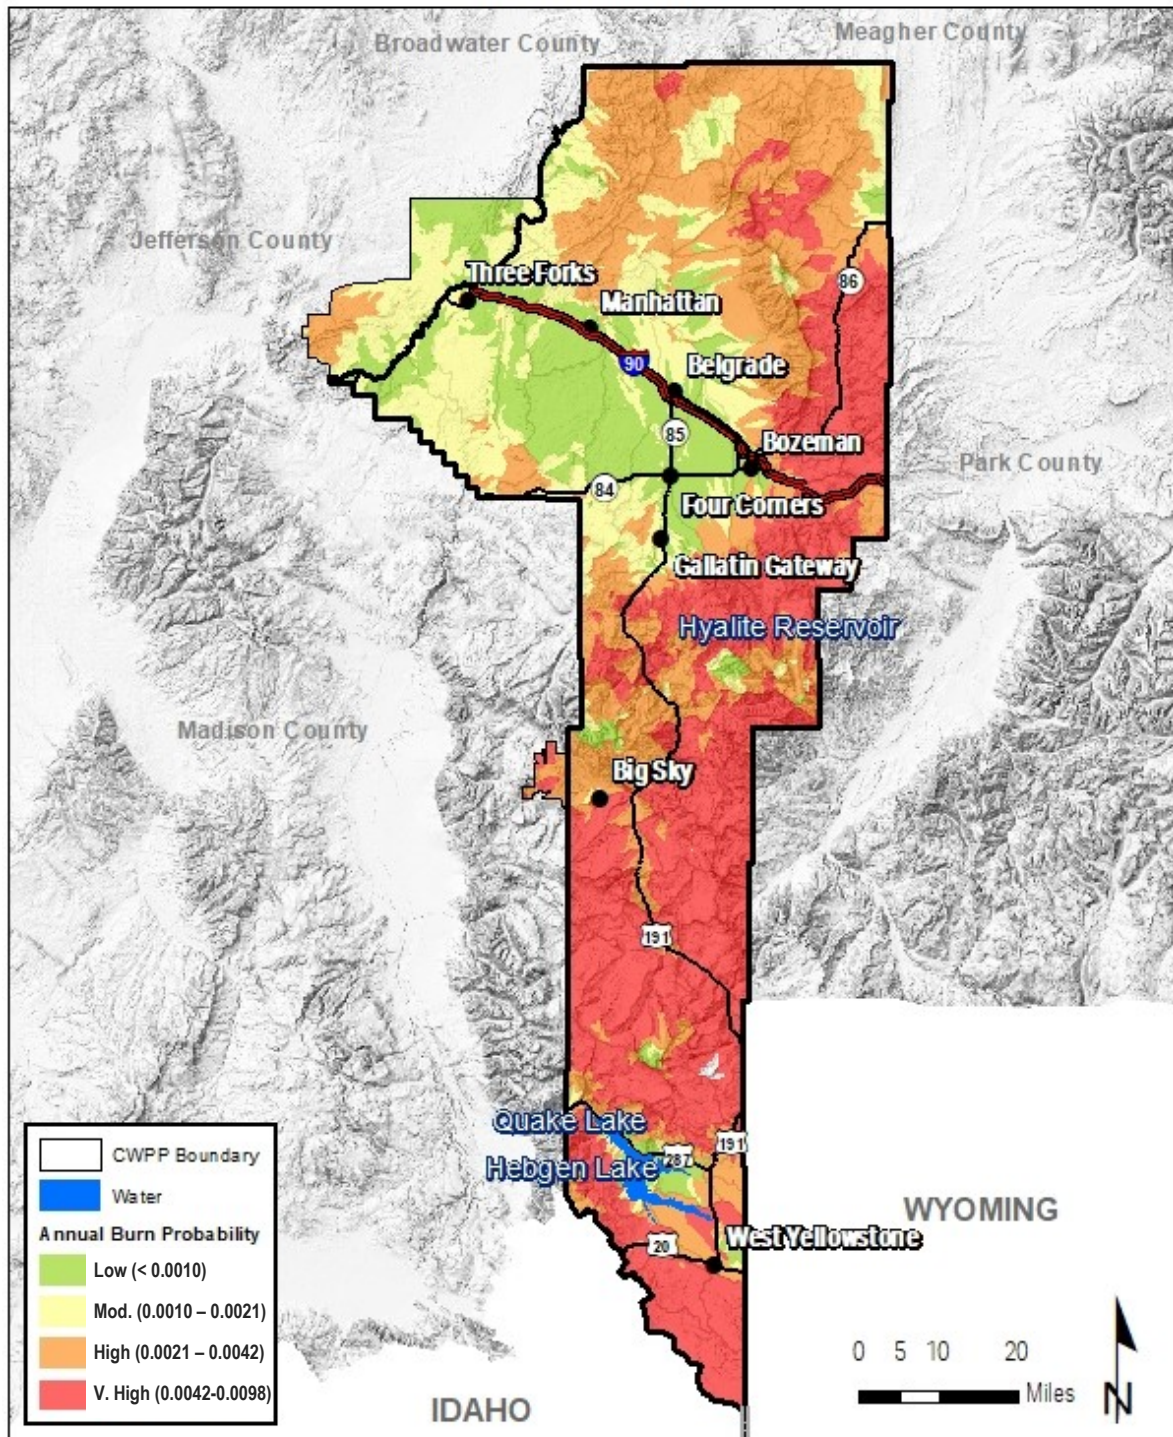 Broadwater County
Meagher County
Jefferson County
Three Forks
86
Manhattan
90
Belgrade
85
Bozeman
Park County
84
Four Corners
Gallatin Gateway
Hyalite Reservoir
Madison County
Big Sky
191
Quake Lake
191
287
Hebgen Lake
WYOMING
West Yellowstone
20
CWPP Boundary
Water
Annual Burn Probability
Low (< 0.0010)
Mod. (0.0010 – 0.0021)
High (0.0021 – 0.0042)
V. High (0.0042-0.0098)
IDAHO
0 5 10 20
Miles
N